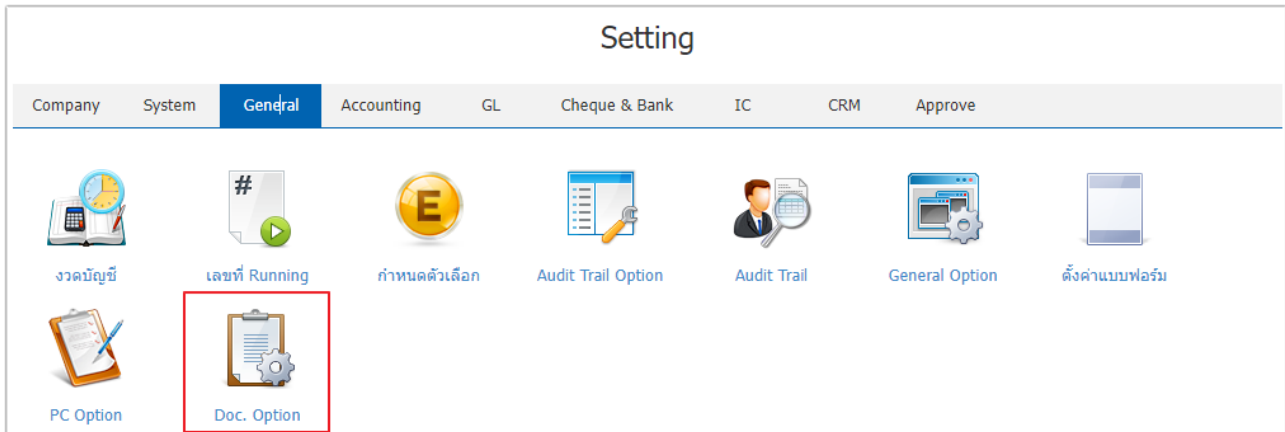 Setting
Company System General Accounting GL Cheque & Bank IC CRM Approve
#
E
งวดบัญชี เลขที่ Running กำหนดตัวเลือก Audit Trail Option Audit Trail General Option ตั้งค่าแบบฟอร์ม
PC Option Doc. Option